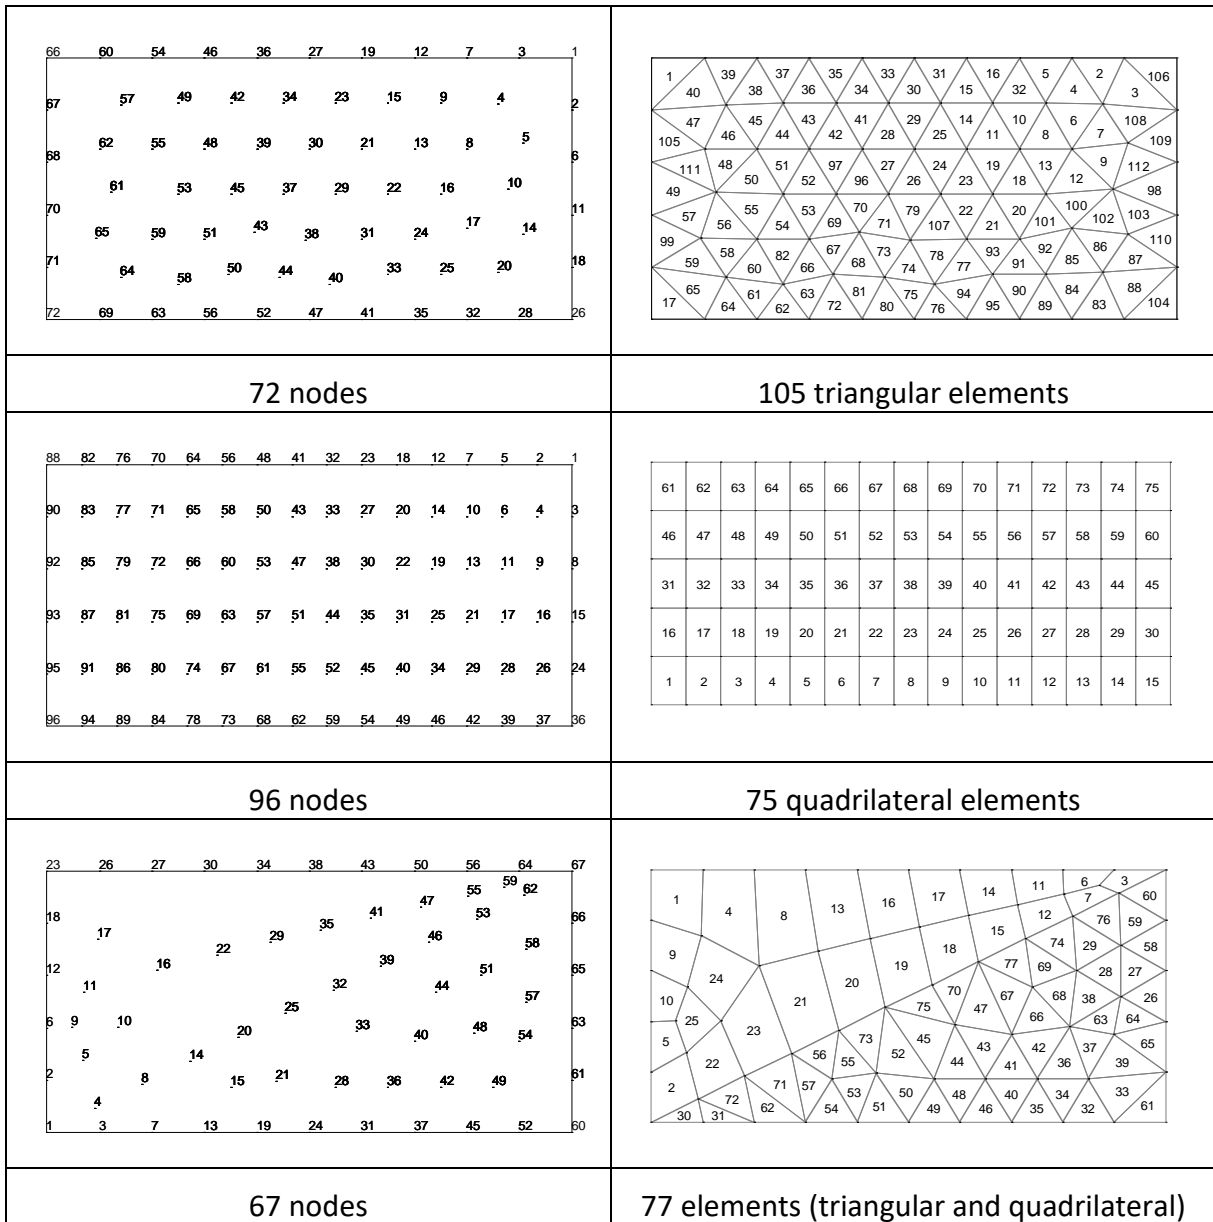 66 60 54 46 36 27 19 12 7 3 1
67 57 49 42 34 23 15 9 4 2
62 55 48 39 30 21 13 8 5
68 6
61 53 45 37 29 22 16 10
70 11
65 59 51 43 38 31 24 17 14
71 64 58 50 44 40 33 25 20 18
72 69 63 56 52 47 41 35 32 28 26
1 39 37 35 33 31 16 5 2 106
40 38 36 34 30 15 32 4 3
47 45 43 41 29 14 10 6 108
105 46 44 42 28 25 11 8 7 109
111 48 51 97 27 24 19 13 9 112
49 50 52 96 26 23 18 12 98
57 55 53 70 79 22 20 100 103
99 56 54 69 71 107 21 101 102 110
59 58 82 67 73 78 93 92 86 87
60 66 68 74 77 91 85
65 61 63 81 75 94 90 84 88
17 64 62 72 80 76 95 89 83 104
72 nodes
105 triangular elements
88 82 76 70 64 56 48 41 32 23 18 12 7 5 2 1
90 83 77 71 65 58 50 43 33 27 20 14 10 6 4 3
92 85 79 72 66 60 53 47 38 30 22 19 13 11 9 8
93 87 81 75 69 63 57 51 44 35 31 25 21 17 16 15
95 91 86 80 74 67 61 55 52 45 40 34 29 28 26 24
96 94 89 84 78 73 68 62 59 54 49 46 42 39 37 36
61 62 63 64 65 66 67 68 69 70 71 72 73 74 75
46 47 48 49 50 51 52 53 54 55 56 57 58 59 60
31 32 33 34 35 36 37 38 39 40 41 42 43 44 45
16 17 18 19 20 21 22 23 24 25 26 27 28 29 30
1 2 3 4 5 6 7 8 9 10 11 12 13 14 15
96 nodes
75 quadrilateral elements
23 26 27 30 34 38 43 50 56 64 67
59
55 62
47
18 41 53 66
17 29 35 46
22 58
12 16 39 51 65
11 32 44
25 57
6 9 10 33 48 63
20 40 54
5 14
2 8 15 21 28 36 42 49 61
4
1 3 7 13 19 24 31 37 45 52 60
1 4 8 13 16 17 14 11 6 3
7 60
15 12 76 59
9 24 18 74 29 58
20 19 77 69 28 27
10 21 70 67 68 38 26
25 75 47 66 63 64
5 23 73 45 43 42 37 65
22 56 55 52 44 41 36 39
2 72 71 57 53 50 48 40 34 33
30 31 62 54 51 49 46 35 32 61
67 nodes
77 elements (triangular and quadrilateral)